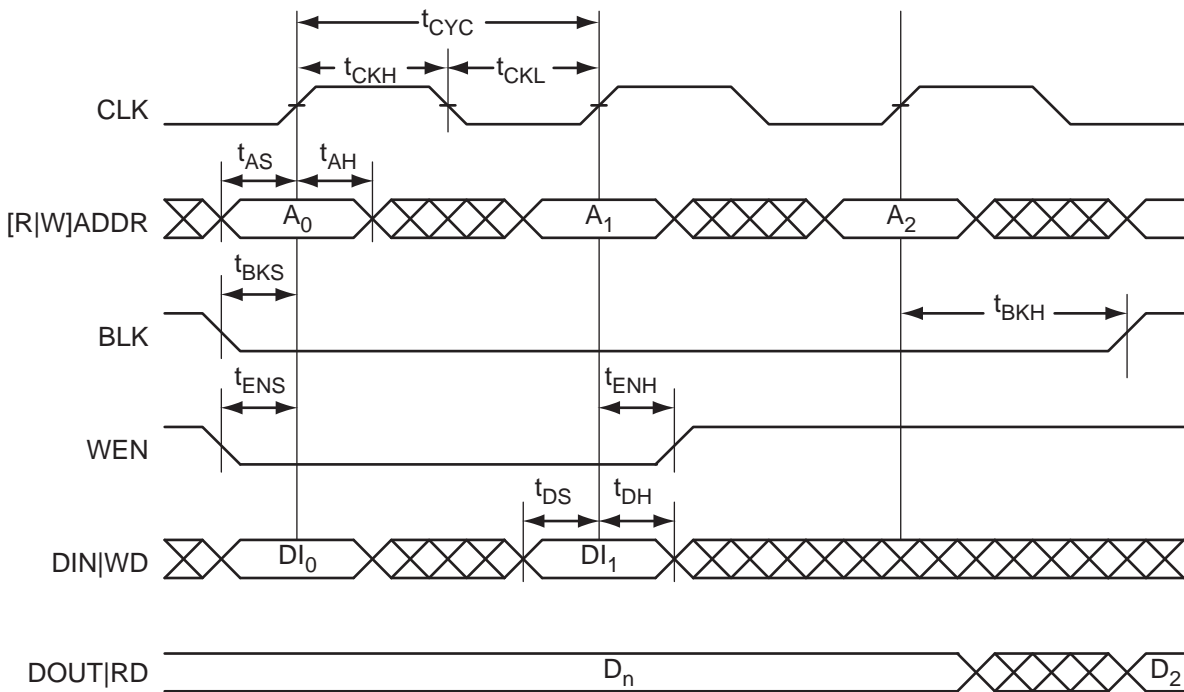 tCYC
tCKH tCKL
CLK
tAS tAH
[R|W]ADDR A0 A1 A2
tBKS tBKH
BLK
tENS tENH
WEN
tDS tDH
DIN|WD DI0 DI1
DOUT|RD Dn D2